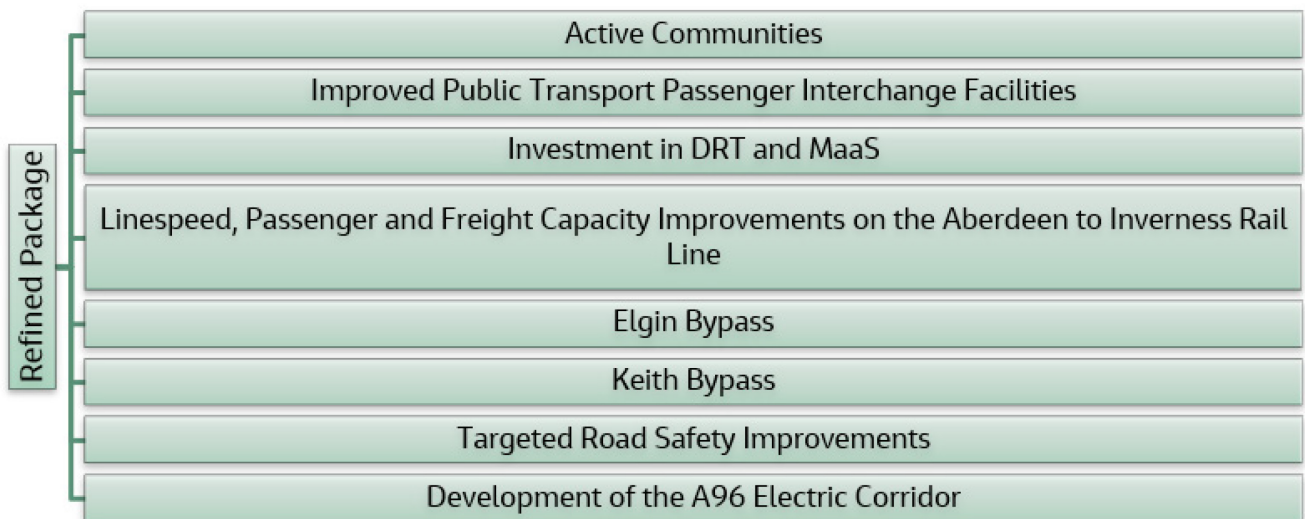 Refined Package
Active Communities
Improved Public Transport Passenger Interchange Facilities
Investment in DRT and MaaS
Linespeed, Passenger and Freight Capacity Improvements on the Aberdeen to Inverness Rail
Line
Elgin Bypass
Keith Bypass
Targeted Road Safety Improvements
Development of the A96 Electric Corridor